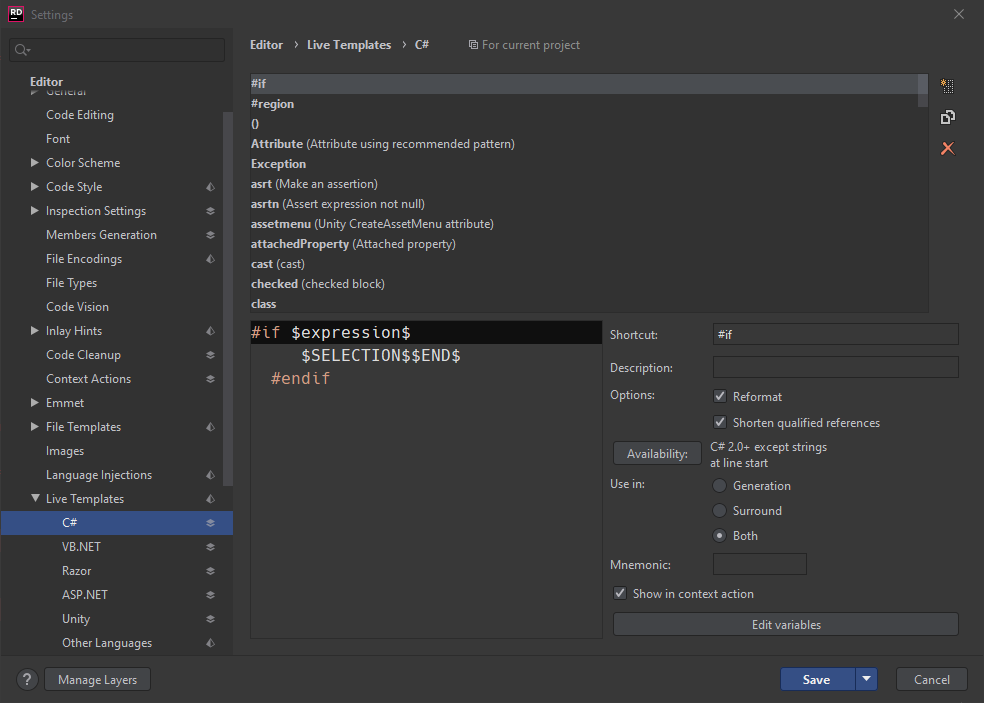 RD Settings
Editor › Live Templates › C# For current project
Editor
General
Code Editing
Font
Color Scheme
Code Style
Inspection Settings
Members Generation
File Encodings
File Types
Code Vision
Inlay Hints
Code Cleanup
Context Actions
Emmet
File Templates
Images
Language Injections
Live Templates
C#
VB.NET
Razor
ASP.NET
Unity
Other Languages
#if
#region
()
Attribute (Attribute using recommended pattern)
Exception
asrt (Make an assertion)
asrtn (Assert expression not null)
assetmenu (Unity CreateAssetMenu attribute)
attachedProperty (Attached property)
cast (cast)
checked (checked block)
class
#if $expression$
$SELECTION$$END$
#endif
Shortcut: #if
Description:
Options: Reformat
Shorten qualified references
Availability: C# 2.0+ except strings
at line start
Use in: Generation
Surround
Both
Mnemonic:
Show in context action
Edit variables
? Manage Layers Save Cancel